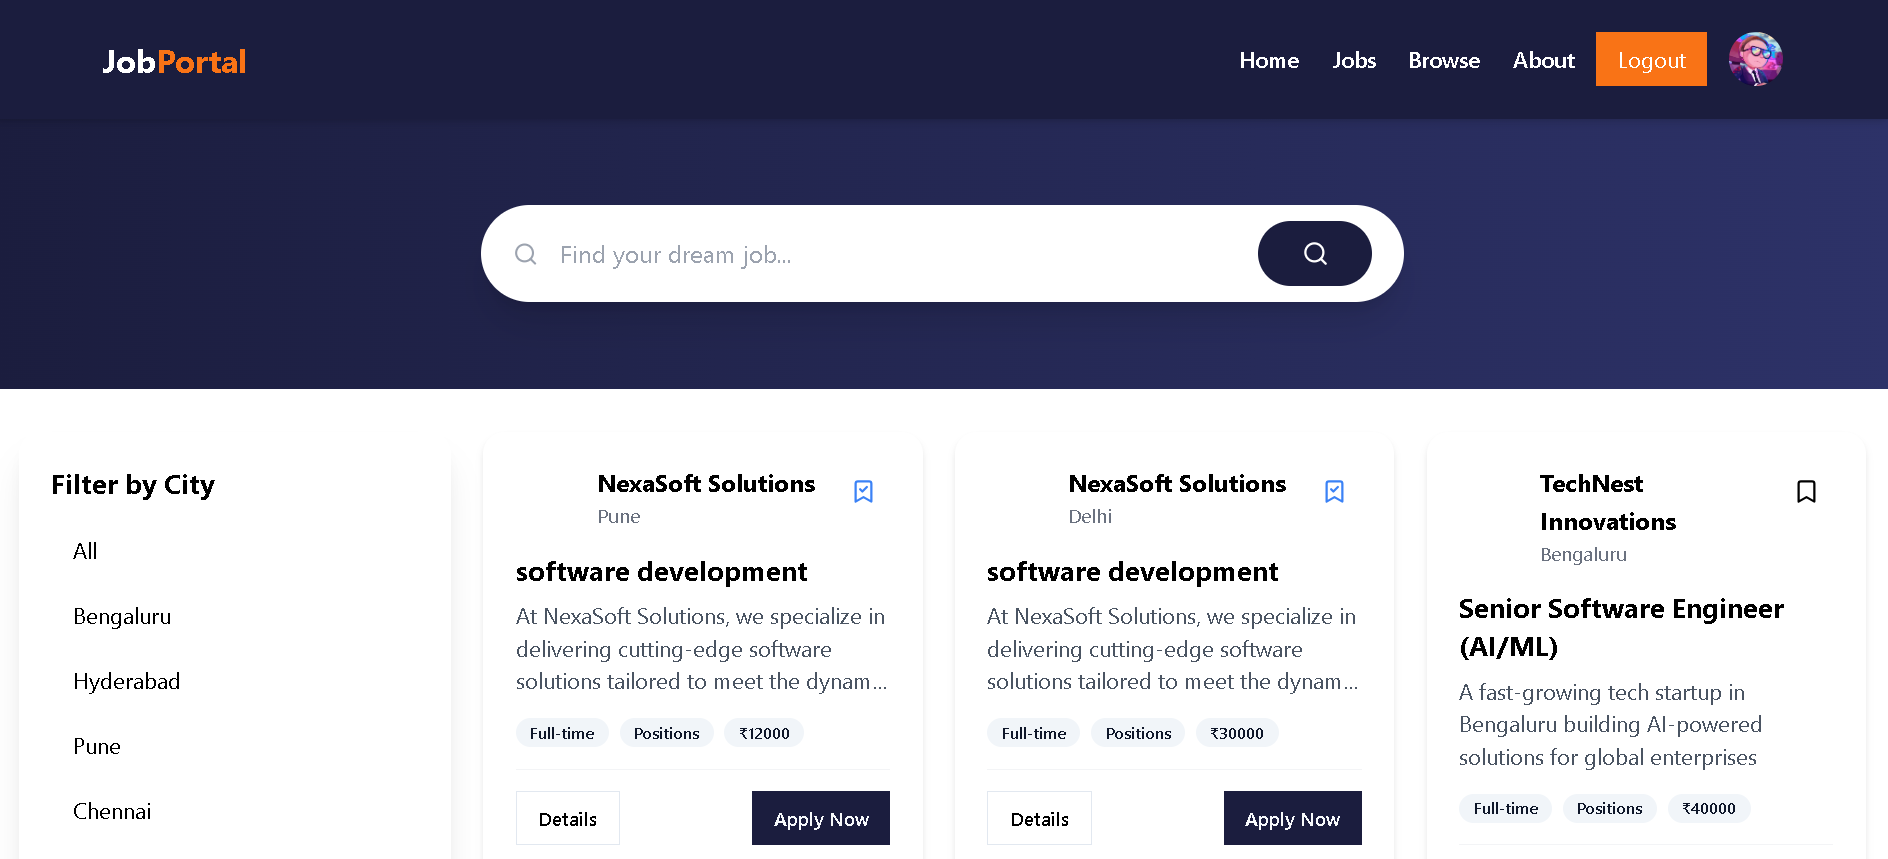 JobPortal
Home Jobs Browse About Logout
Find your dream job...
Filter by City
All
Bengaluru
Hyderabad
Pune
Chennai
NexaSoft Solutions
Pune
software development
At NexaSoft Solutions, we specialize in
delivering cutting-edge software
solutions tailored to meet the dynam...
Full-time Positions ₹12000
Details Apply Now
NexaSoft Solutions
Delhi
software development
At NexaSoft Solutions, we specialize in
delivering cutting-edge software
solutions tailored to meet the dynam...
Full-time Positions ₹30000
Details Apply Now
TechNest
Innovations
Bengaluru
Senior Software Engineer
(AI/ML)
A fast-growing tech startup in
Bengaluru building AI-powered
solutions for global enterprises
Full-time Positions ₹40000